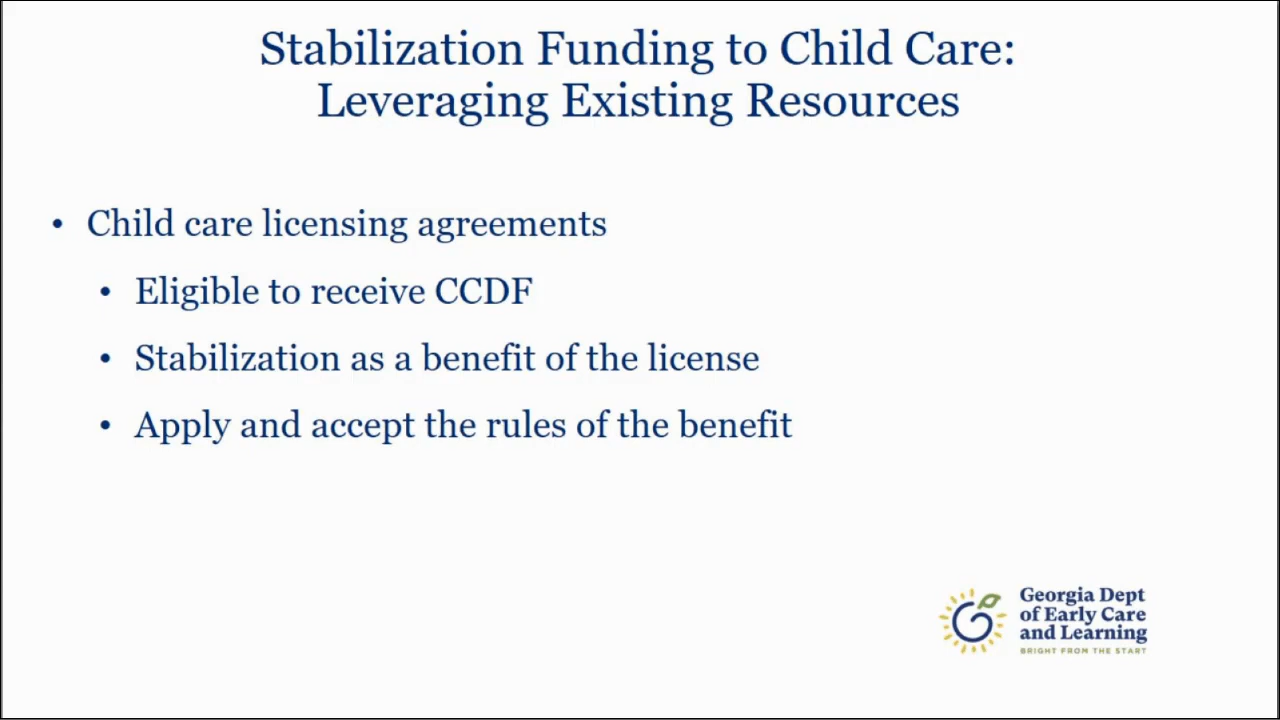 Stabilization Funding to Child Care:
Leveraging Existing Resources
• Child care licensing agreements
• Eligible to receive CCDF
• Stabilization as a benefit of the license
• Apply and accept the rules of the benefit
Georgia Dept
of Early Care
and Learning
BRIGHT FROM THE START